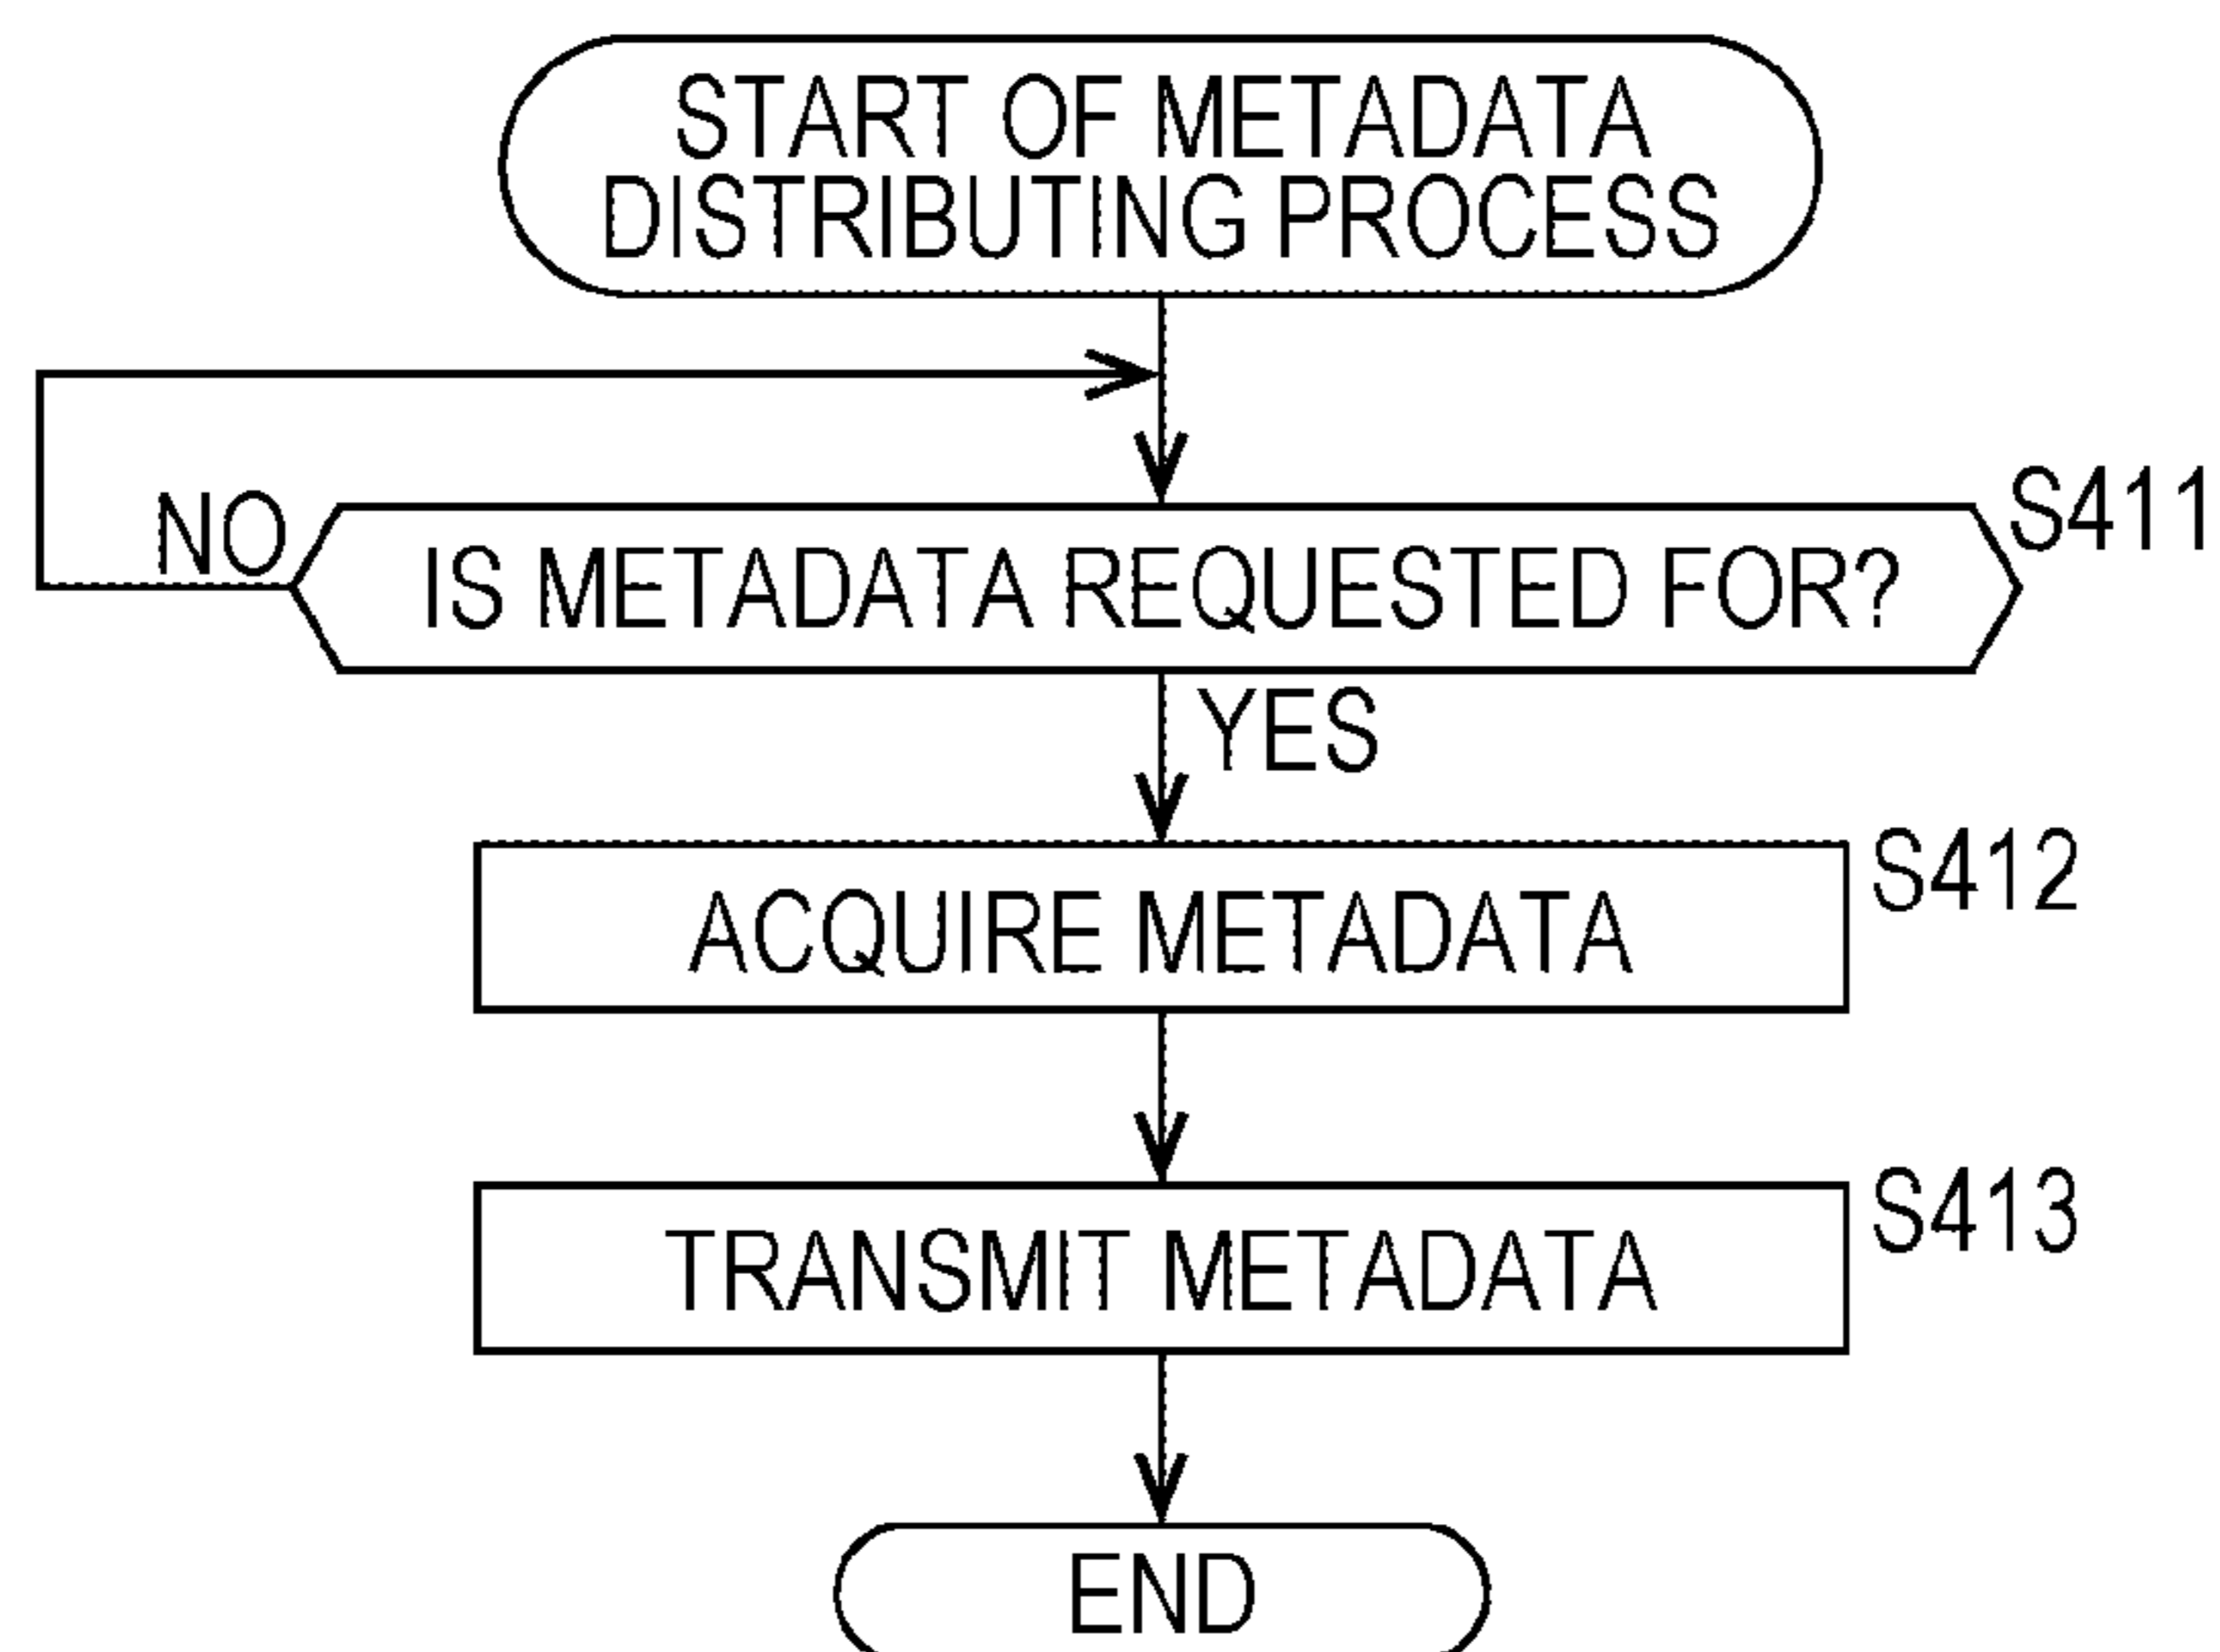 START OF METADATA
DISTRIBUTING PROCESS
S411
NO
IS METADATA REQUESTED FOR?
YES
S412
ACQUIRE METADATA
S413
TRANSMIT METADATA
END